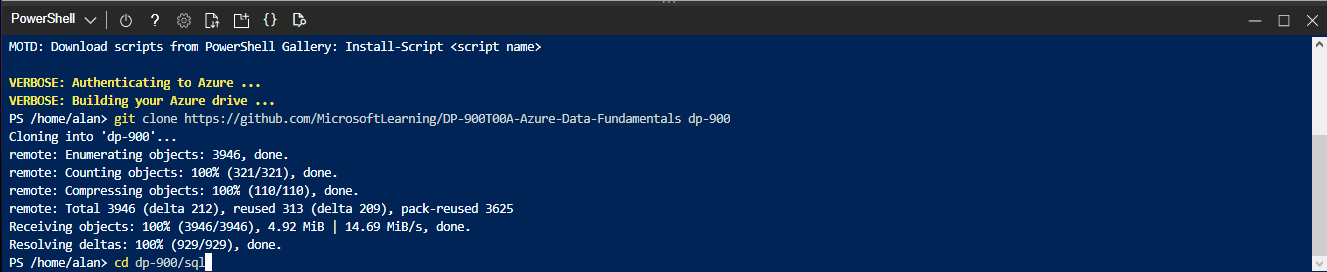 PowerShell
MOTD: Download scripts from PowerShell Gallery: Install-Script <script name>
VERBOSE: Authenticating to Azure ...
VERBOSE: Building your Azure drive ...
PS /home/alan> git clone https://github.com/MicrosoftLearning/DP-900T00A-Azure-Data-Fundamentals dp-900
Cloning into 'dp-900'...
remote: Enumerating objects: 3946, done.
remote: Counting objects: 100% (321/321), done.
remote: Compressing objects: 100% (110/110), done.
remote: Total 3946 (delta 212), reused 313 (delta 209), pack-reused 3625
Receiving objects: 100% (3946/3946), 4.92 MiB | 14.69 MiB/s, done.
Resolving deltas: 100% (929/929), done.
PS /home/alan> cd dp-900/sql